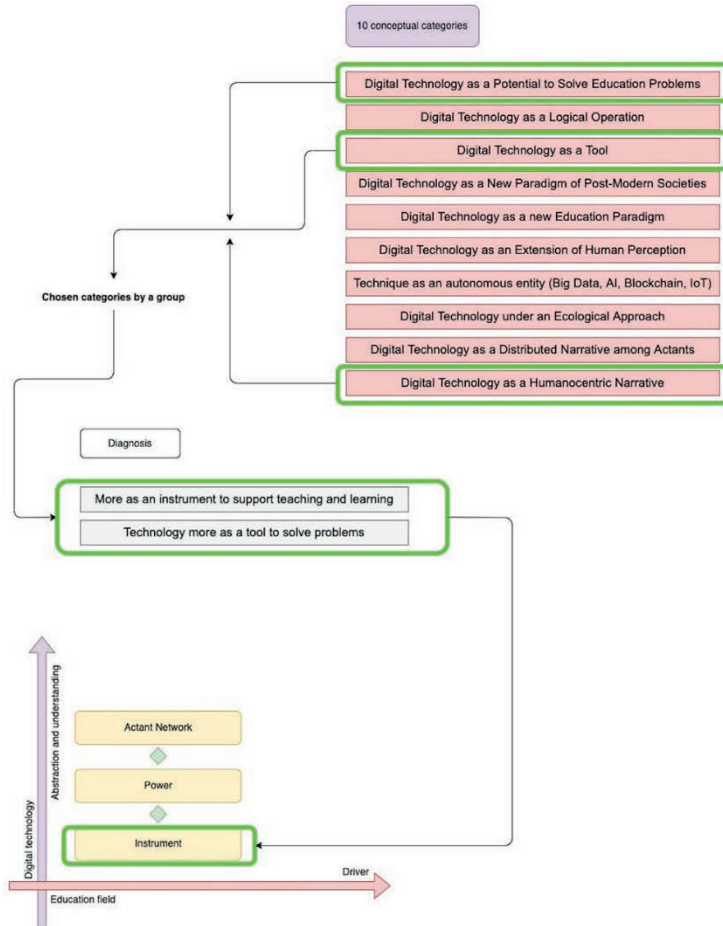 10 conceptual categories
Digital Technology as a Potential to Solve Education Problems
Digital Technology as a Logical Operation
Digital Technology as a Tool
Digital Technology as a New Paradigm of Post-Modern Societies
Digital Technology as a new Education Paradigm
Digital Technology as an Extension of Human Perception
Technique as an autonomous entity (Big Data, AI, Blockchain, IoT)
Digital Technology under an Ecological Approach
Digital Technology as a Distributed Narrative among Actants
Digital Technology as a Humanocentric Narrative
Chosen categories by a group
Diagnosis
More as an instrument to support teaching and learning
Technology more as a tool to solve problems
Abstraction and understanding
Digital technology
Actant Network
Power
Instrument
Driver
Education field